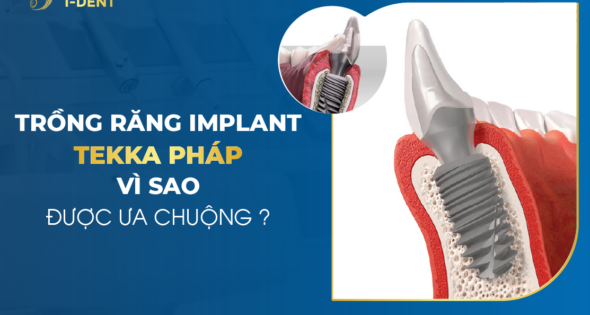 I-DENT
TRỒNG RĂNG IMPLANT
TEKKA PHÁP
VÌ SAO
ĐƯỢC ƯA CHUỘNG ?